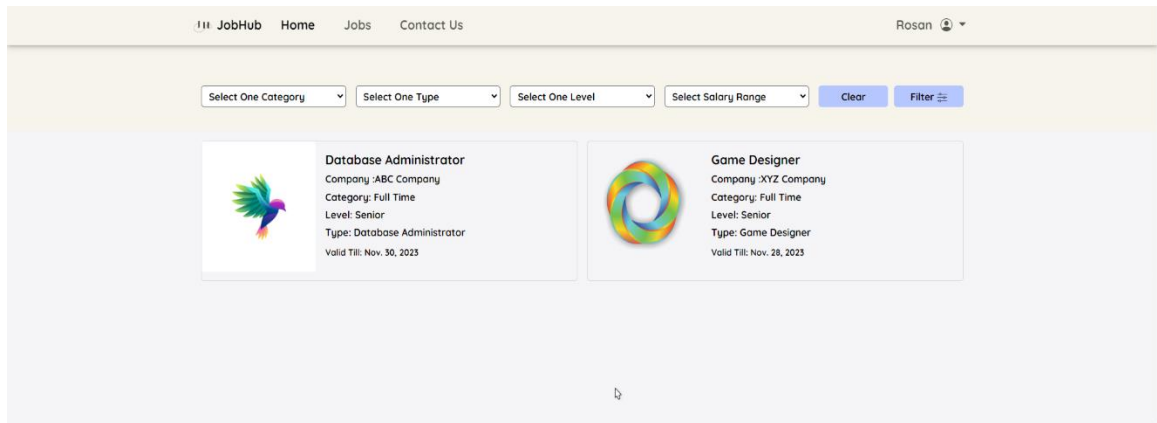 JobHub Home Jobs Contact Us Rosan
Select One Category Select One Type Select One Level Select Salary Range Clear Filter
Database Administrator
Company :ABC Company
Category: Full Time
Level: Senior
Type: Database Administrator
Valid Till: Nov. 30, 2023
Game Designer
Company :XYZ Company
Category: Full Time
Level: Senior
Type: Game Designer
Valid Till: Nov. 28, 2023